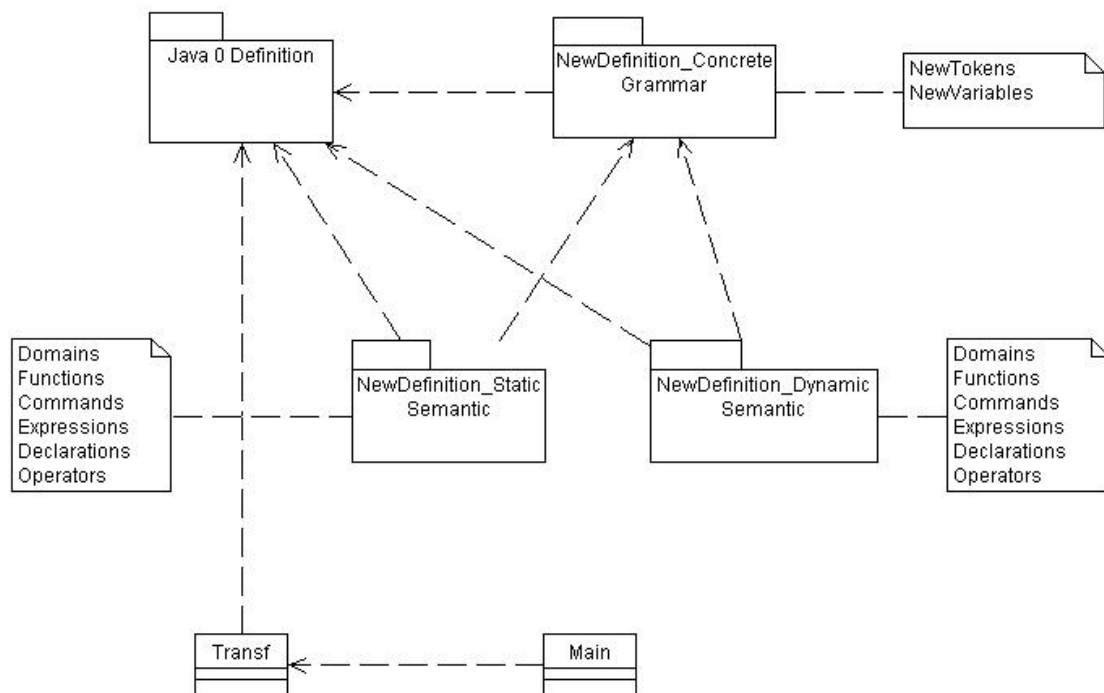 Java 0 Definition
NewDefinition_Concrete
Grammar
NewTokens
NewVariables
Domains
Functions
Commands
Expressions
Declarations
Operators
NewDefinition_Static
Semantic
NewDefinition_Dynamic
Semantic
Domains
Functions
Commands
Expressions
Declarations
Operators
Transf
Main